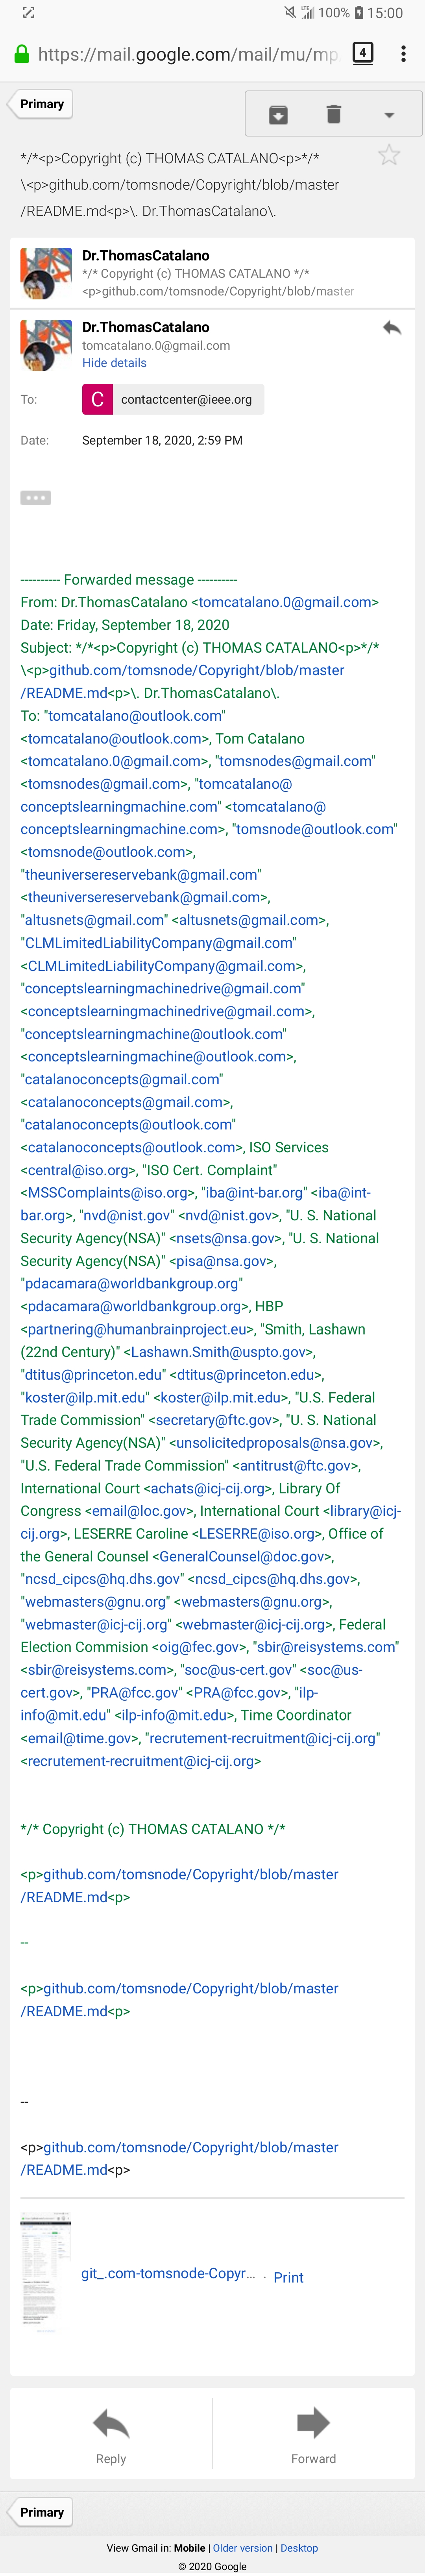 LTE 100% 15:00
https://mail.google.com/mail/mu/mp 4
Primary
*/*<p>Copyright (c) THOMAS CATALANO<p>*/*
\<p>github.com/tomsnode/Copyright/blob/master
/README.md<p>\. Dr.ThomasCatalano\.
Dr.ThomasCatalano
*/* Copyright (c) THOMAS CATALANO */*
<p>github.com/tomsnode/Copyright/blob/master
Dr.ThomasCatalano
tomcatalano.0@gmail.com
Hide details
To: C contactcenter@ieee.org
Date: September 18, 2020, 2:59 PM
---------- Forwarded message ----------
From: Dr.ThomasCatalano <tomcatalano.0@gmail.com>
Date: Friday, September 18, 2020
Subject: */*<p>Copyright (c) THOMAS CATALANO<p>*/*
\<p>github.com/tomsnode/Copyright/blob/master
/README.md<p>\. Dr.ThomasCatalano\.
To: "tomcatalano@outlook.com"
<tomcatalano@outlook.com>, Tom Catalano
<tomcatalano.0@gmail.com>, "tomsnodes@gmail.com"
<tomsnodes@gmail.com>, "tomcatalano@
conceptslearningmachine.com" <tomcatalano@
conceptslearningmachine.com>, "tomsnode@outlook.com"
<tomsnode@outlook.com>,
"theuniversereservebank@gmail.com"
<theuniversereservebank@gmail.com>,
"altusnets@gmail.com" <altusnets@gmail.com>,
"CLMLimitedLiabilityCompany@gmail.com"
<CLMLimitedLiabilityCompany@gmail.com>,
"conceptslearningmachinedrive@gmail.com"
<conceptslearningmachinedrive@gmail.com>,
"conceptslearningmachine@outlook.com"
<conceptslearningmachine@outlook.com>,
"catalanoconcepts@gmail.com"
<catalanoconcepts@gmail.com>,
"catalanoconcepts@outlook.com"
<catalanoconcepts@outlook.com>, ISO Services
<central@iso.org>, "ISO Cert. Complaint"
<MSSComplaints@iso.org>, "iba@int-bar.org" <iba@int-
bar.org>, "nvd@nist.gov" <nvd@nist.gov>, "U. S. National
Security Agency(NSA)" <nsets@nsa.gov>, "U. S. National
Security Agency(NSA)" <pisa@nsa.gov>,
"pdacamara@worldbankgroup.org"
<pdacamara@worldbankgroup.org>, HBP
<partnering@humanbrainproject.eu>, "Smith, Lashawn
(22nd Century)" <Lashawn.Smith@uspto.gov>,
"dtitus@princeton.edu" <dtitus@princeton.edu>,
"koster@ilp.mit.edu" <koster@ilp.mit.edu>, "U.S. Federal
Trade Commission" <secretary@ftc.gov>, "U. S. National
Security Agency(NSA)" <unsolicitedproposals@nsa.gov>,
"U.S. Federal Trade Commission" <antitrust@ftc.gov>,
International Court <achats@icj-cij.org>, Library Of
Congress <email@loc.gov>, International Court <library@icj-
cij.org>, LESERRE Caroline <LESERRE@iso.org>, Office of
the General Counsel <GeneralCounsel@doc.gov>,
"ncsd_cipcs@hq.dhs.gov" <ncsd_cipcs@hq.dhs.gov>,
"webmasters@gnu.org" <webmasters@gnu.org>,
"webmaster@icj-cij.org" <webmaster@icj-cij.org>, Federal
Election Commision <oig@fec.gov>, "sbir@reisystems.com"
<sbir@reisystems.com>, "soc@us-cert.gov" <soc@us-
cert.gov>, "PRA@fcc.gov" <PRA@fcc.gov>, "ilp-
info@mit.edu" <ilp-info@mit.edu>, Time Coordinator
<email@time.gov>, "recrutement-recruitment@icj-cij.org"
<recrutement-recruitment@icj-cij.org>
*/* Copyright (c) THOMAS CATALANO */*
<p>github.com/tomsnode/Copyright/blob/master
/README.md<p>
--
<p>github.com/tomsnode/Copyright/blob/master
/README.md<p>
--
<p>github.com/tomsnode/Copyright/blob/master
/README.md<p>
git_.com-tomsnode-Copyr... . Print
Reply Forward
Primary
View Gmail in: Mobile | Older version | Desktop
© 2020 Google